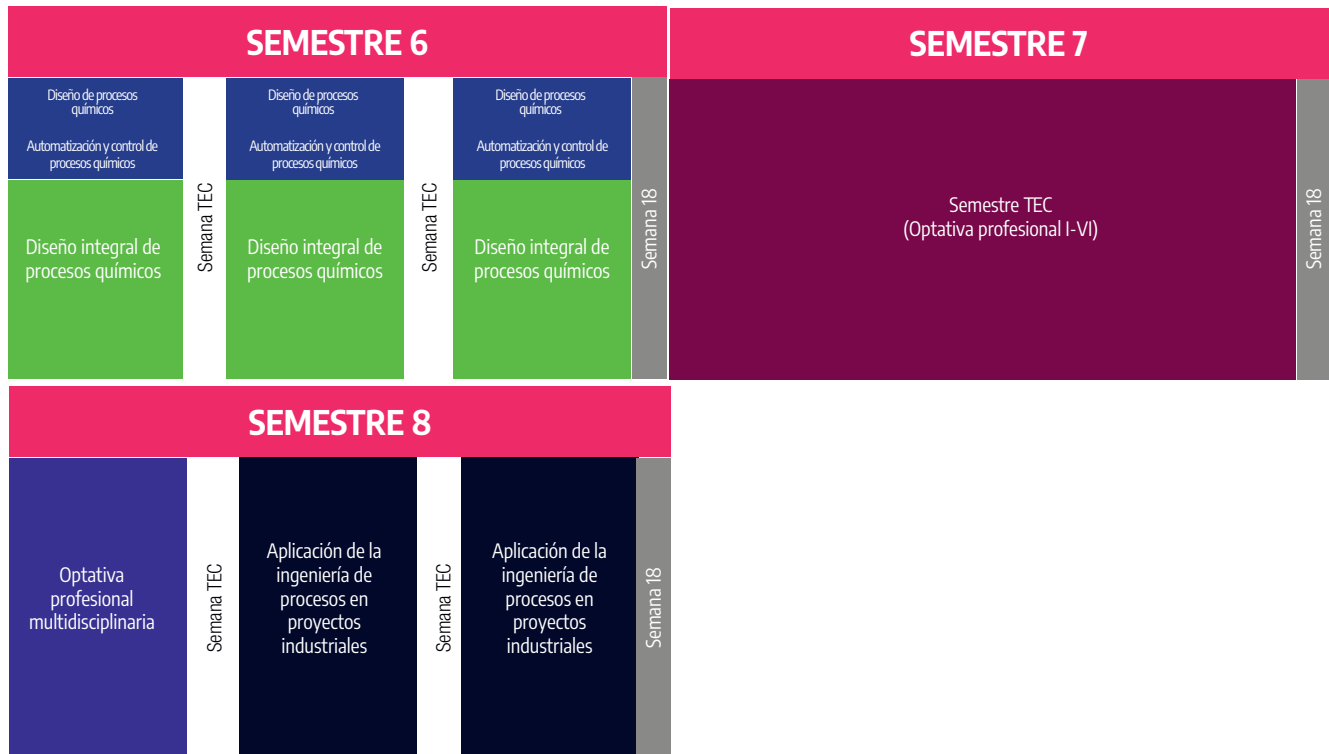 SEMESTRE 6
Diseño de procesos
químicos
Automatización y control de
procesos químicos
Diseño integral de
procesos químicos
Semana TEC
Diseño de procesos
químicos
Automatización y control de
procesos químicos
Diseño integral de
procesos químicos
Semana TEC
Diseño de procesos
químicos
Automatización y control de
procesos químicos
Diseño integral de
procesos químicos
Semana 18
SEMESTRE 7
Semestre TEC
(Optativa profesional I-VI)
Semana 18
SEMESTRE 8
Optativa
profesional
multidisciplinaria
Semana TEC
Aplicación de la
ingeniería de
procesos en
proyectos
industriales
Semana TEC
Aplicación de la
ingeniería de
procesos en
proyectos
industriales
Semana 18